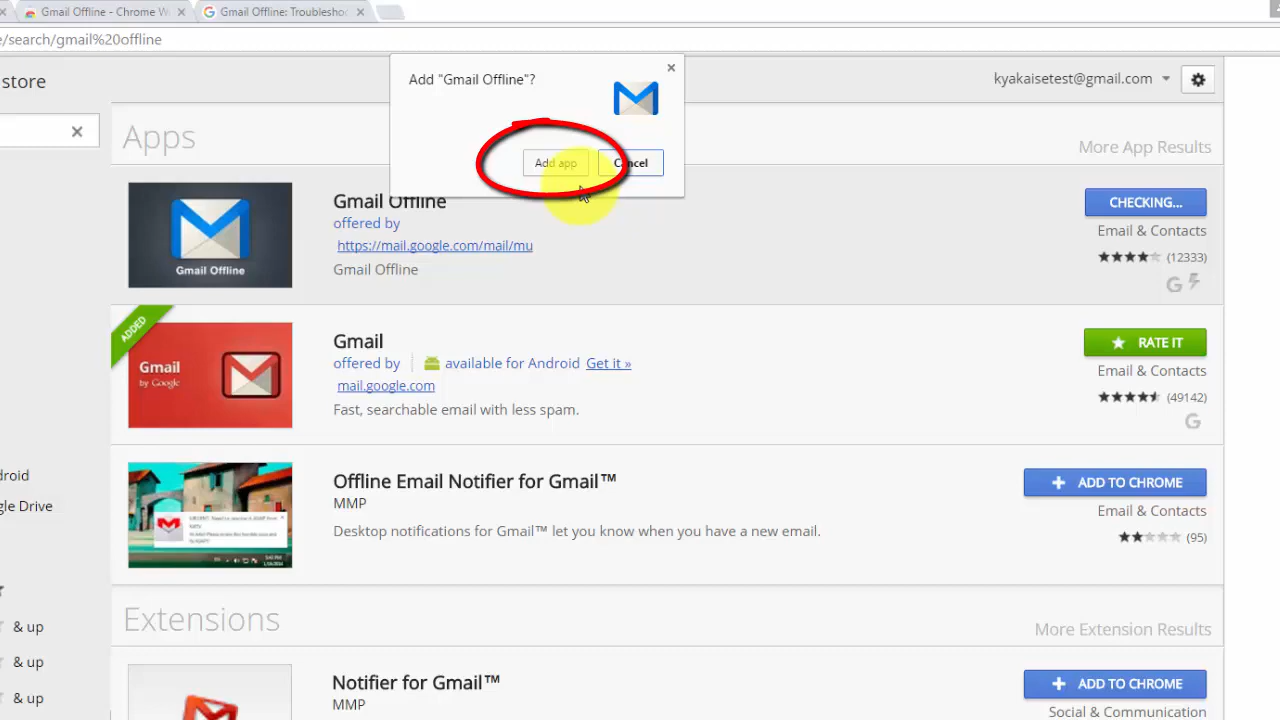 Gmail Offline - Chrome W
Gmail Offline: Troubleshoo
e/search/gmail%20offline
store
kyakaisetest@gmail.com
Add "Gmail Offline"?
Add app
Cancel
Apps
More App Results
Gmail Offline
Gmail Offline
offered by
https://mail.google.com/mail/mu
Gmail Offline
CHECKING...
Email & Contacts
(12333)
ADDED
Gmail
by Google
Gmail
offered by
available for Android Get it »
mail.google.com
Fast, searchable email with less spam.
RATE IT
Email & Contacts
(49142)
Offline Email Notifier for Gmail™
MMP
Desktop notifications for Gmail™ let you know when you have a new email.
ADD TO CHROME
Email & Contacts
(95)
droid
gle Drive
& up
& up
& up
Extensions
More Extension Results
Notifier for Gmail™
MMP
ADD TO CHROME
Social & Communication